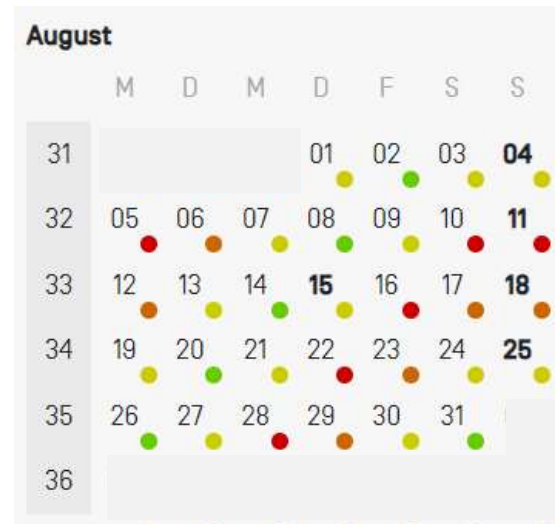 August
M D M D F S S
31 01 02 03 04
32 05 06 07 08 09 10 11
33 12 13 14 15 16 17 18
34 19 20 21 22 23 24 25
35 26 27 28 29 30 31
36